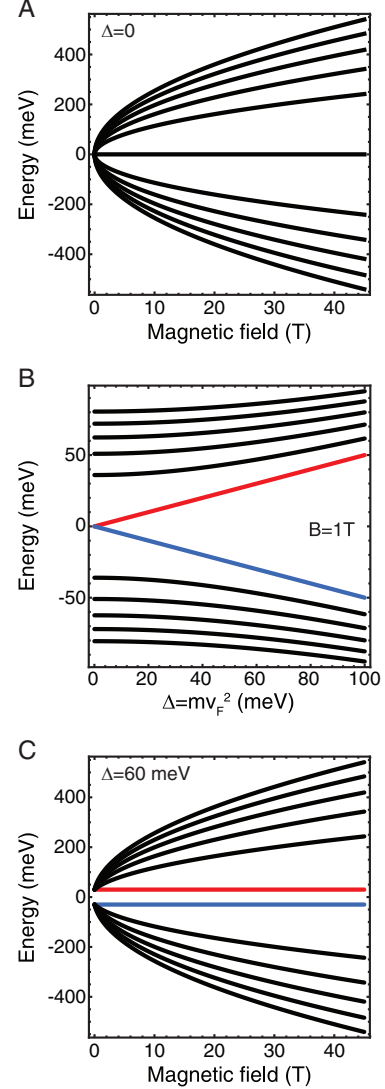 A
Δ=0
400
200
0
-200
-400
Energy (meV)
0 10 20 30 40
Magnetic field (T)
B
50
0
-50
Energy (meV)
B=1T
0 20 40 60 80 100
Δ=mv_F² (meV)
C
Δ=60 meV
400
200
0
-200
-400
Energy (meV)
0 10 20 30 40
Magnetic field (T)